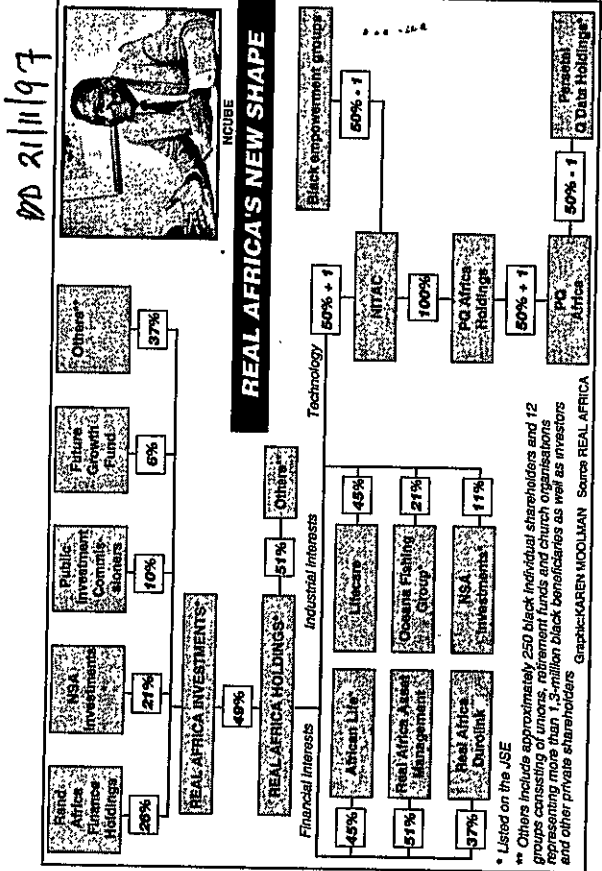 BD 21/11/97
NCUBE
REAL AFRICA'S NEW SHAPE
Rand
Africa
Finance
Holdings
26%
NSA
Investments
21%
Public
Investment
Commis-
sioners
10%
Future
Growth
Fund
6%
Others**
37%
REAL AFRICA INVESTMENTS*
49%
REAL AFRICA HOLDINGS*
51%
Others**
Financial Interests
Industrial Interests
Technology
45%
African Life*
51%
Real Africa Asset
Management
37%
Real Africa
Durolink
Lifecare
45%
Oceana Fishing
Group*
21%
NSA
Investments*
11%
50% + 1
NITAC
Black empowerment groups
50% - 1
100%
PQ Africa
Holdings
50% + 1
PQ
Africa
50% - 1
Persetel
Q Data Holdings*
* Listed on the JSE
** Others include approximately 250 black individual shareholders and 12
groups consisting of unions, retirement funds and church organisations
representing more than 1,3-million black beneficiaries as well as investors
and other private shareholders
Graphic: KAREN MOOLMAN Source REAL AFRICA